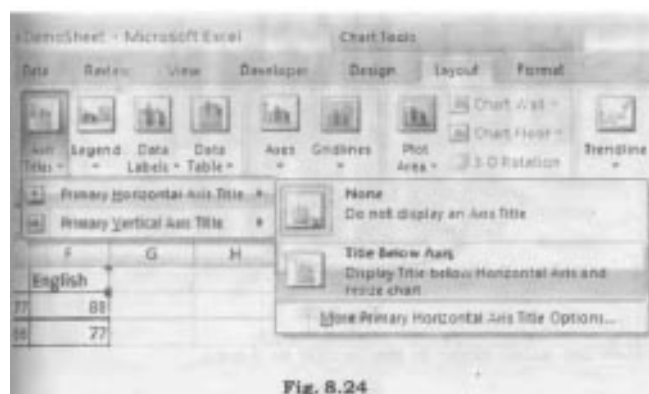 DemoSheet - Microsoft Excel Chart Tools
Data Review View Developer Design Layout Format
Axis Titles Legend Data Labels Data Table Axes Gridlines Plot Area Chart Wall Chart Floor 3-D Rotation Trendline
Primary Horizontal Axis Title
Primary Vertical Axis Title
None
Do not display an Axis Title
Title Below Axis
Display Title below Horizontal Axis and
resize chart
More Primary Horizontal Axis Title Options...
F G H
English
77 88
77
Fig. 8.24